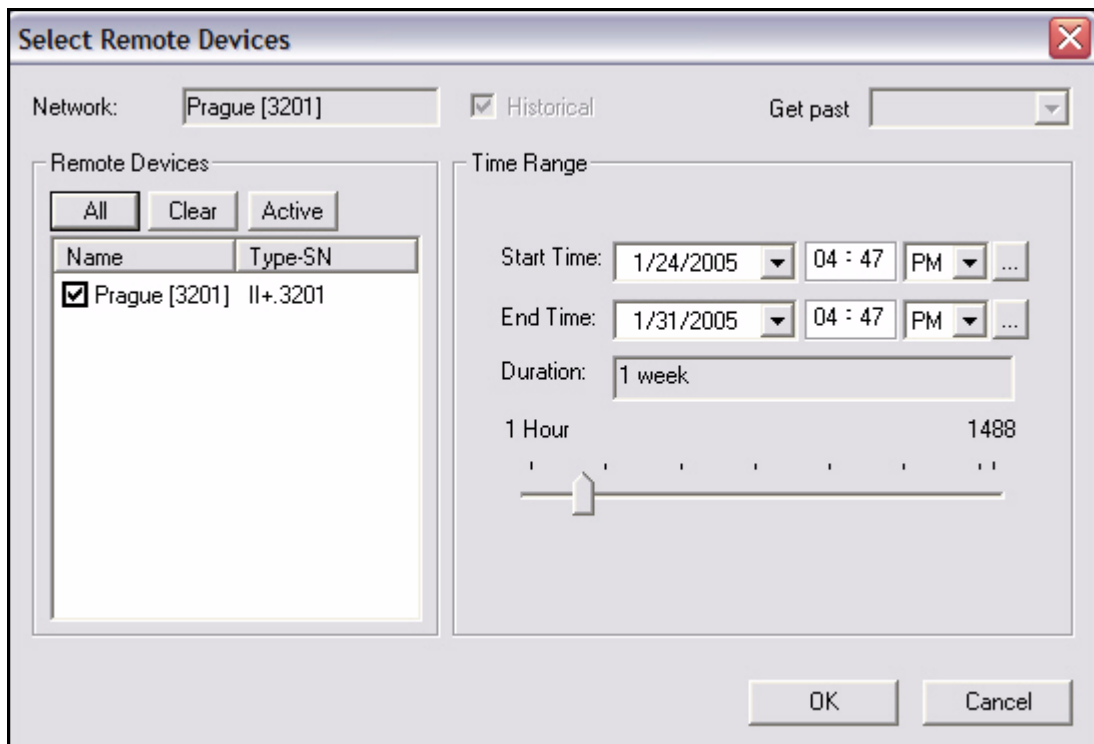 Select Remote Devices
Network: Prague [3201] Historical Get past
Remote Devices
All Clear Active
Name Type-SN
Prague [3201] II+.3201
Time Range
Start Time: 1/24/2005 04 : 47 PM ...
End Time: 1/31/2005 04 : 47 PM ...
Duration: 1 week
1 Hour 1488
OK Cancel